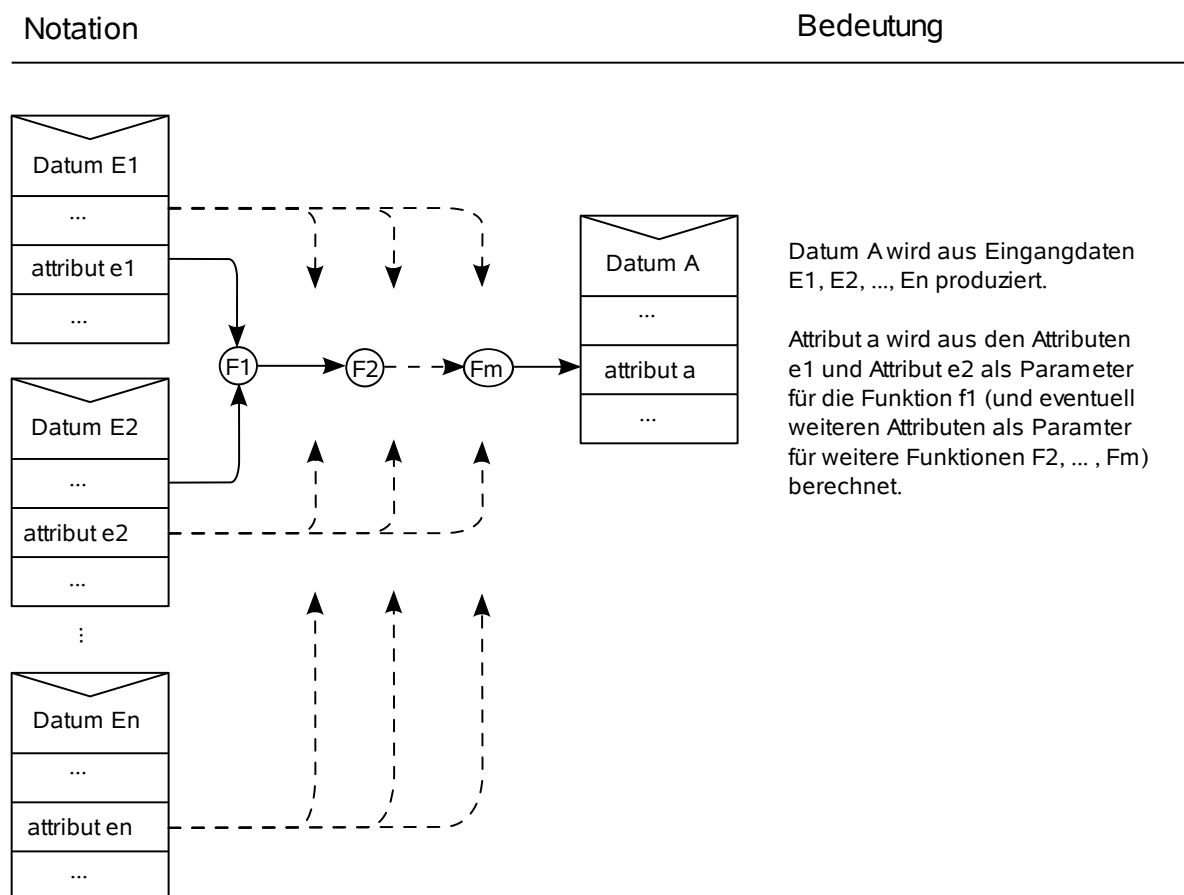 Notation
Bedeutung
Datum E1
...
attribut e1
...
Datum E2
...
attribut e2
...
...
Datum En
...
attribut en
...
F1
F2
Fm
Datum A
...
attribut a
...
Datum A wird aus Eingangdaten
E1, E2, ..., En produziert.
Attribut a wird aus den Attributen
e1 und Attribut e2 als Parameter
für die Funktion f1 (und eventuell
weiteren Attributen als Paramter
für weitere Funktionen F2, ... , Fm)
berechnet.